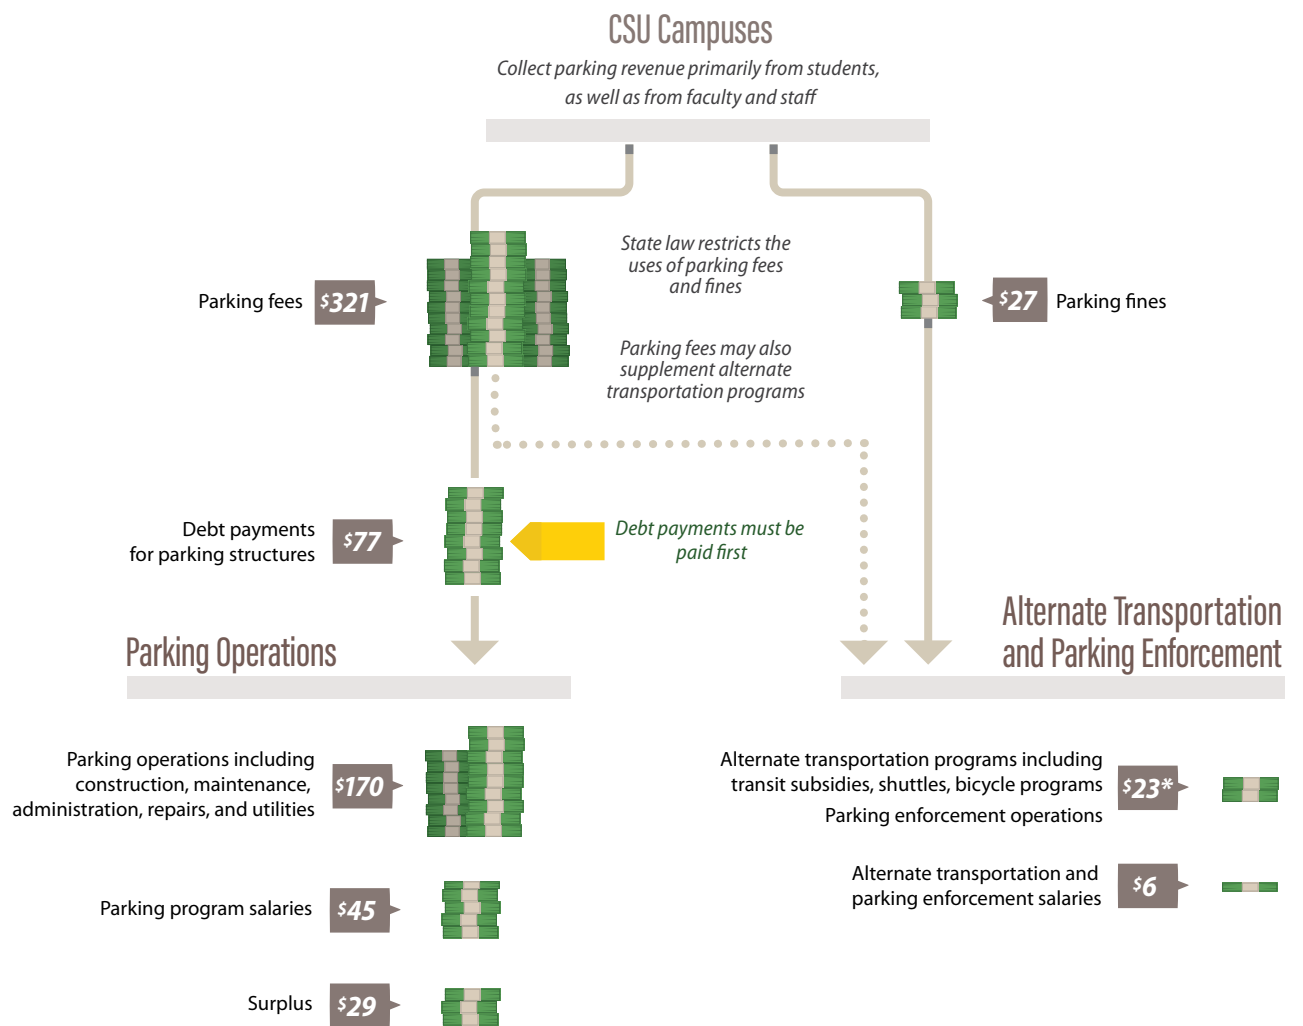 CSU Campuses
Collect parking revenue primarily from students,
as well as from faculty and staff
State law restricts the
uses of parking fees
and fines
Parking fees $321
$27 Parking fines
Parking fees may also
supplement alternate
transportation programs
Debt payments
for parking structures
$77
Debt payments must be
paid first
Parking Operations
Alternate Transportation
and Parking Enforcement
Parking operations including
construction, maintenance,
administration, repairs, and utilities
$170
Alternate transportation programs including
transit subsidies, shuttles, bicycle programs
Parking enforcement operations
$23*
Alternate transportation and
parking enforcement salaries
$6
Parking program salaries $45
Surplus $29